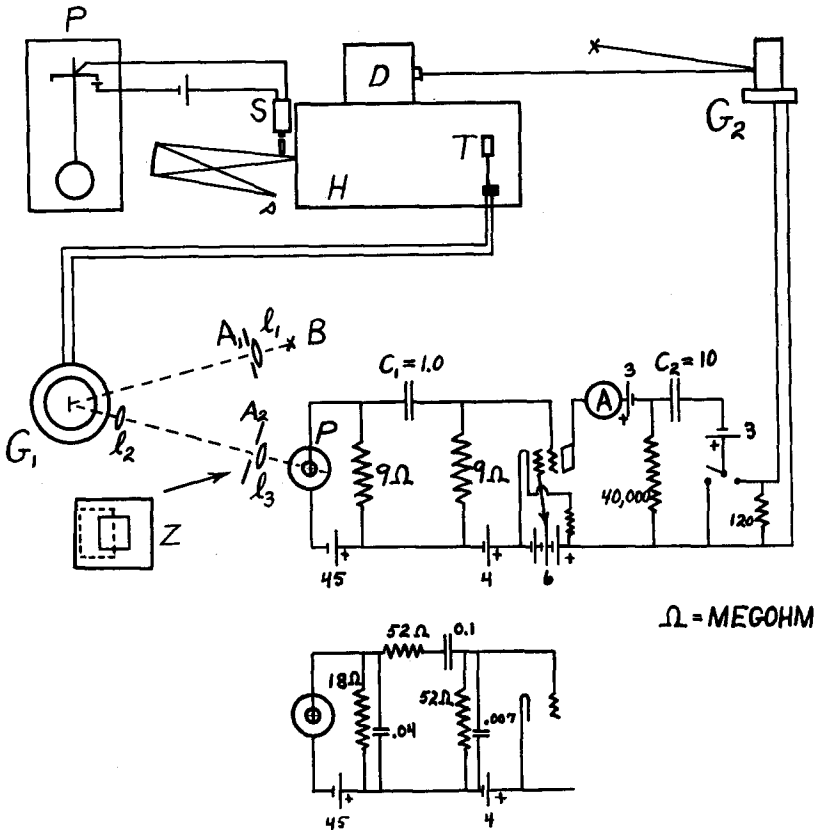 P
S
D
T
H
s
G2
A1
l1
B
G1
l2
A2
l3
P
Z
C1=1.0
9Ω
9Ω
45
+
4
+
6
+
A
3
+
C2=10
3
+
40,000
120
Ω=MEGOHM
52Ω
0.1
18Ω
.04
52Ω
.007
45
+
4
+